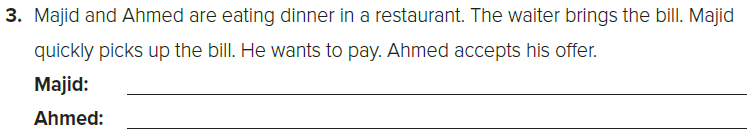 3. Majid and Ahmed are eating dinner in a restaurant. The waiter brings the bill. Majid
quickly picks up the bill. He wants to pay. Ahmed accepts his offer.
Majid:
Ahmed: